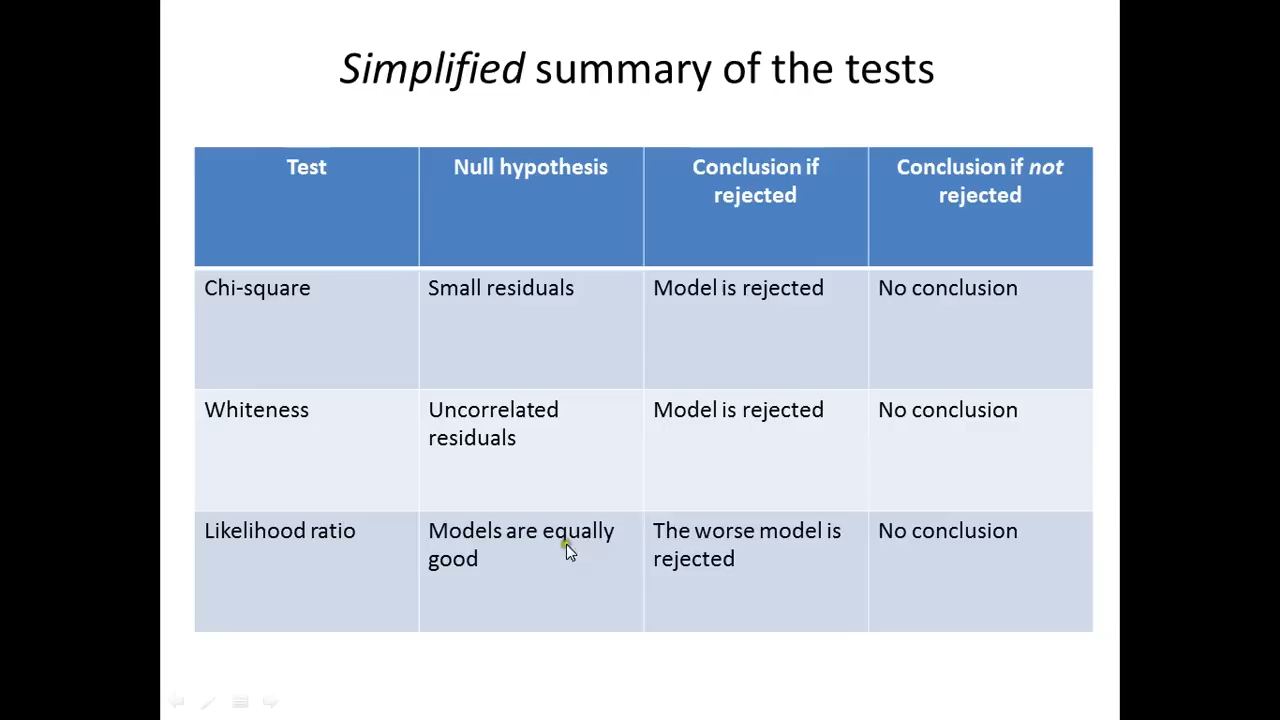 Simplified summary of the tests
Test
Null hypothesis
Conclusion if
rejected
Conclusion if not
rejected
Chi-square
Small residuals
Model is rejected
No conclusion
Whiteness
Uncorrelated
residuals
Model is rejected
No conclusion
Likelihood ratio
Models are equally
good
The worse model is
rejected
No conclusion